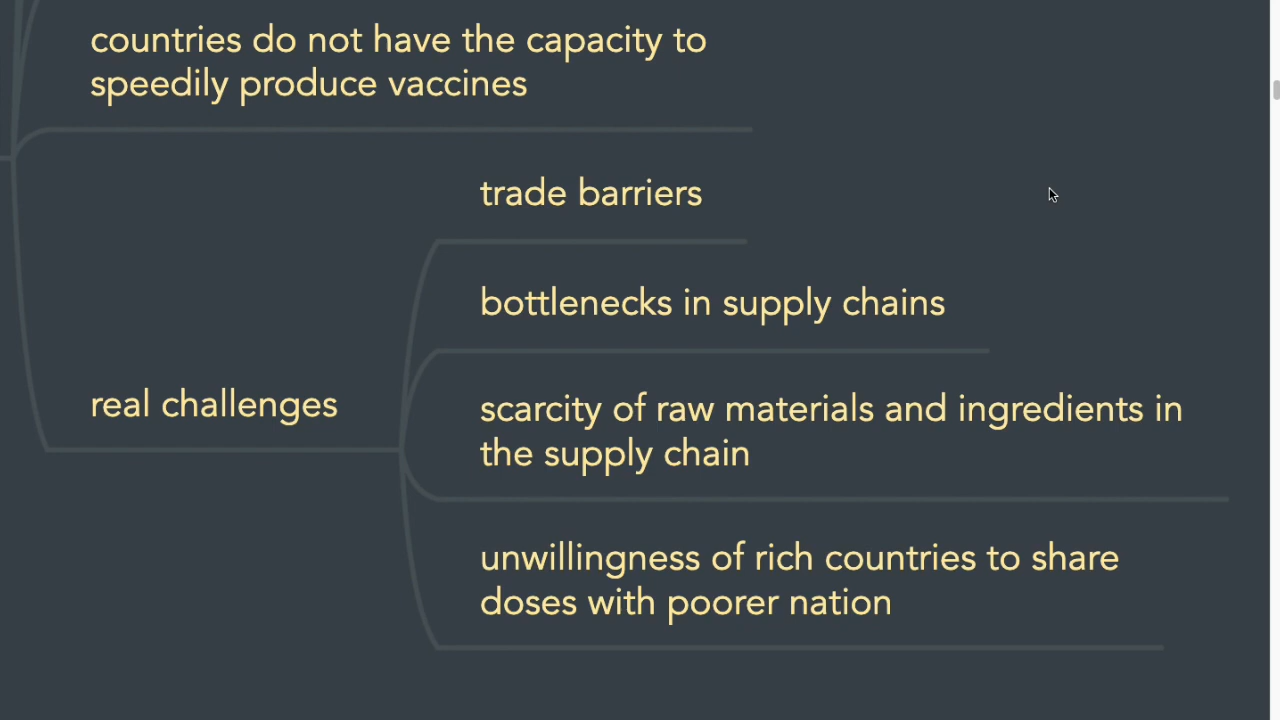 countries do not have the capacity to
speedily produce vaccines
trade barriers
bottlenecks in supply chains
real challenges
scarcity of raw materials and ingredients in
the supply chain
unwillingness of rich countries to share
doses with poorer nation